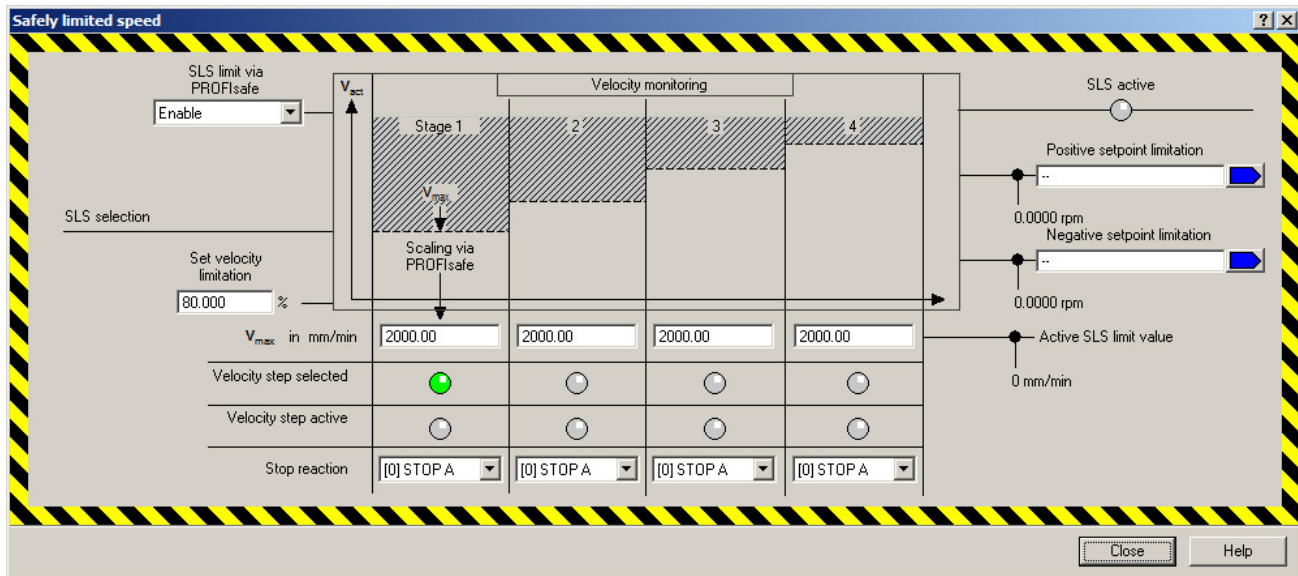 Safely limited speed
SLS limit via
PROFIsafe
Enable
Vact
Velocity monitoring
Stage 1
2
3
4
Vmax
SLS active
Positive setpoint limitation
--
0.0000 rpm
SLS selection
Scaling via
PROFIsafe
Negative setpoint limitation
--
0.0000 rpm
Set velocity
limitation
80.000 %
Vmax in mm/min 2000.00 2000.00 2000.00 2000.00
Active SLS limit value
0 mm/min
Velocity step selected
Velocity step active
Stop reaction [0] STOP A [0] STOP A [0] STOP A [0] STOP A
Close Help